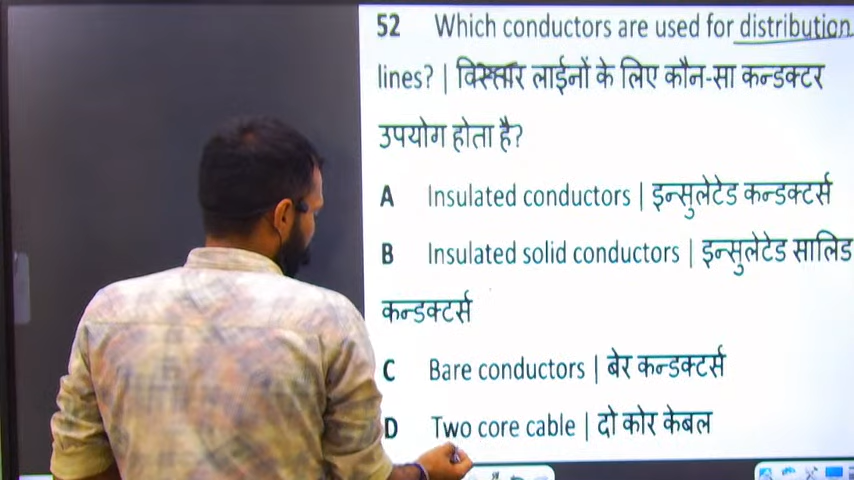 52 Which conductors are used for distribution
lines? | विस्तार लाईनों के लिए कौन-सा कन्डक्टर
उपयोग होता है?
A Insulated conductors | इन्सुलेटेड कन्डक्टर्स
B Insulated solid conductors | इन्सुलेटेड सालिड
कन्डक्टर्स
C Bare conductors | बेर कन्डक्टर्स
D Two core cable | दो कोर केबल